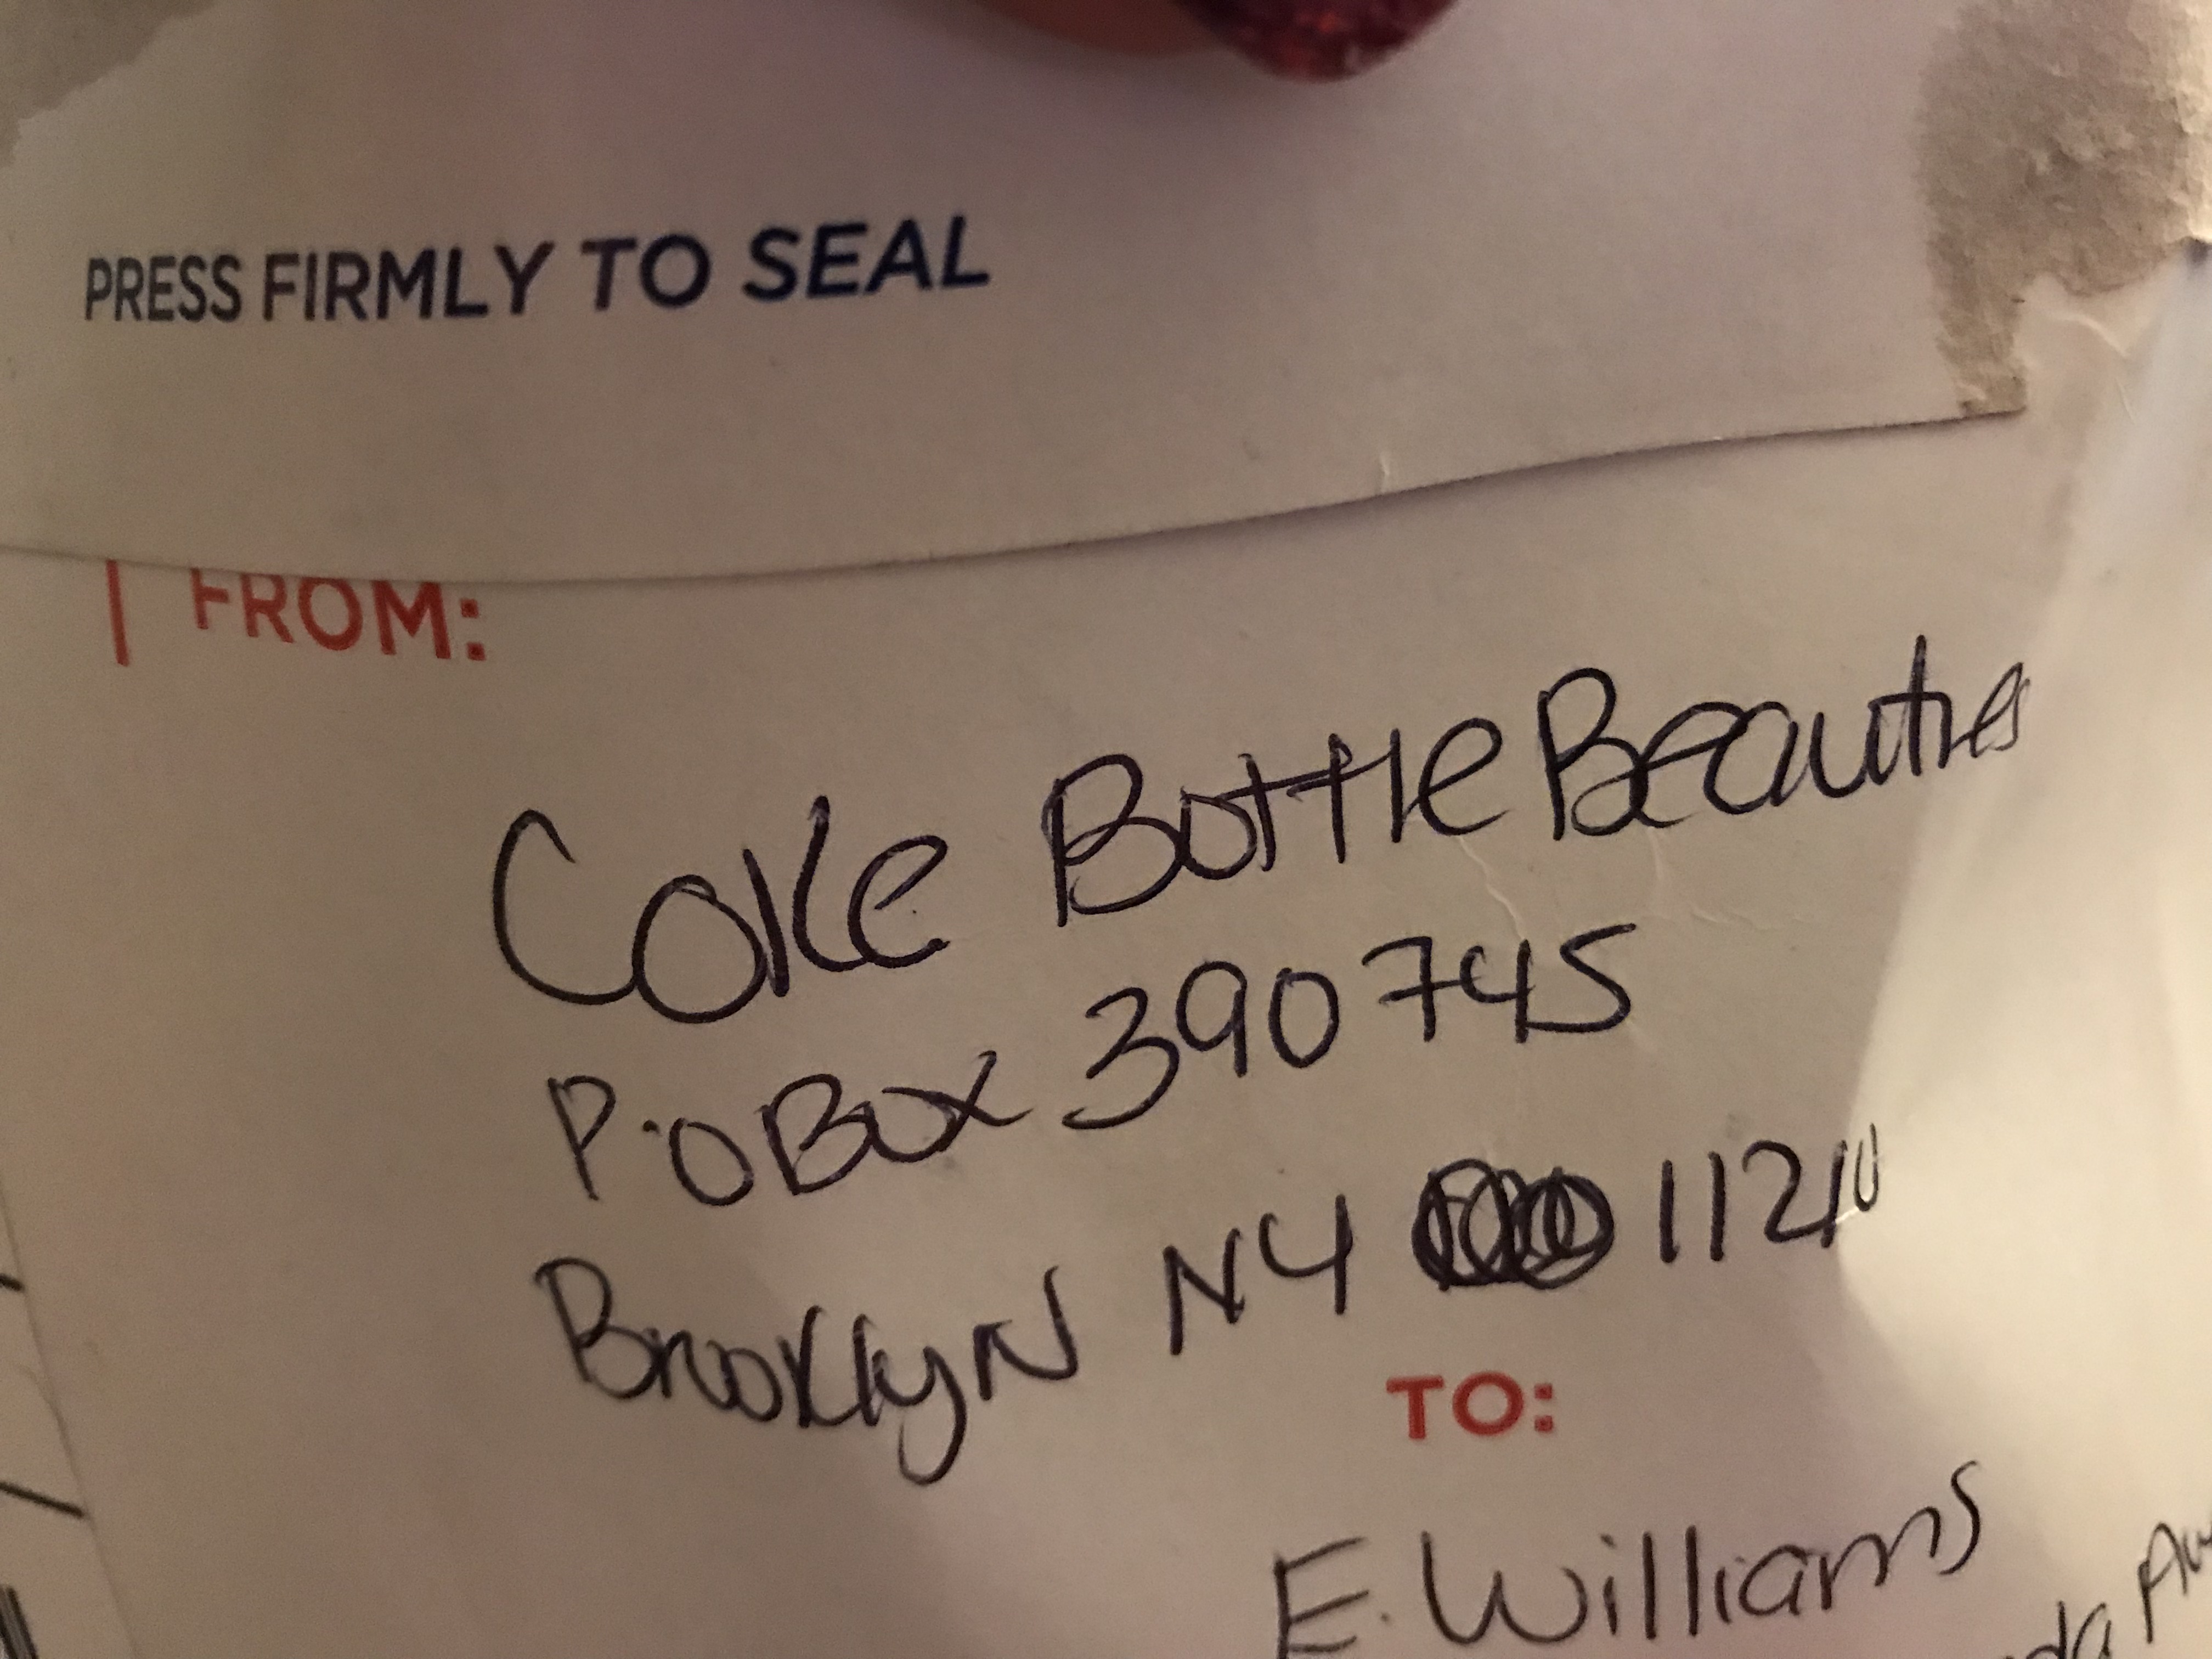 PRESS FIRMLY TO SEAL
FROM:
Coke Bottle Beauties
P.O Box 390745
Brooklyn NY 11210
TO:
E. Williams